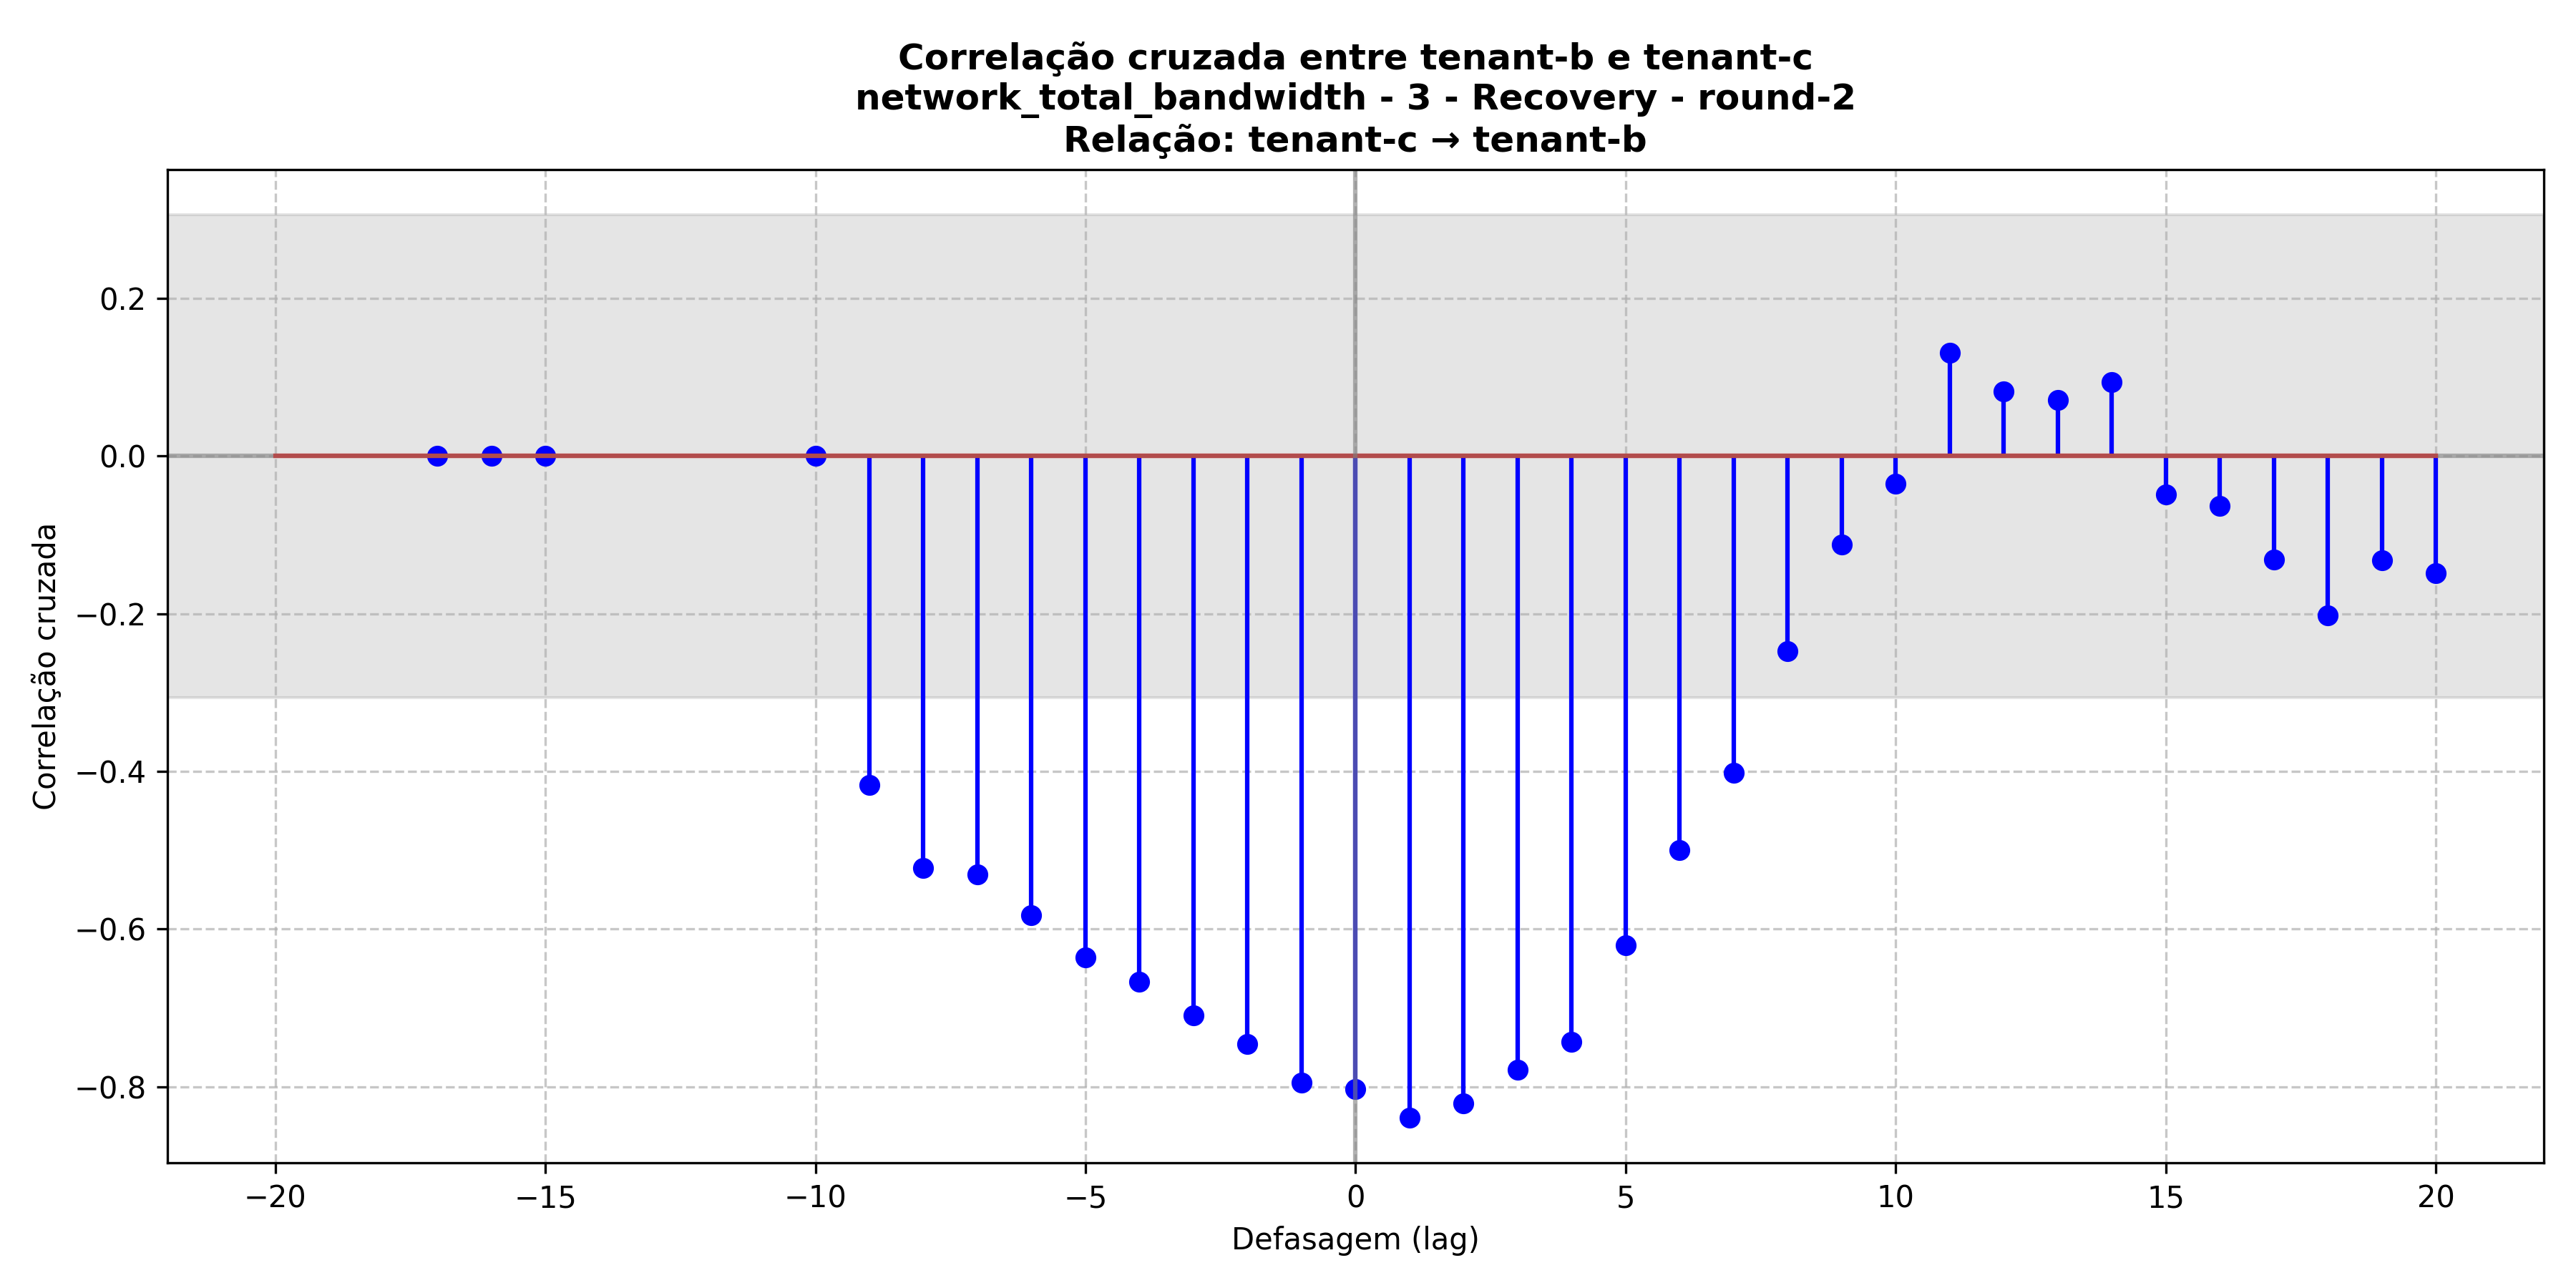 Correlação cruzada entre tenant-b e tenant-c
network_total_bandwidth - 3 - Recovery - round-2
Relação: tenant-c → tenant-b
Correlação cruzada
0.2
0.0
−0.2
−0.4
−0.6
−0.8
−20 −15 −10 −5 0 5 10 15 20
Defasagem (lag)